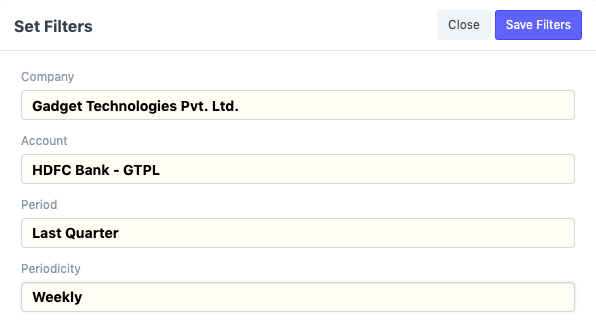 Set Filters
Close
Save Filters
Company
Gadget Technologies Pvt. Ltd.
Account
HDFC Bank - GTPL
Period
Last Quarter
Periodicity
Weekly